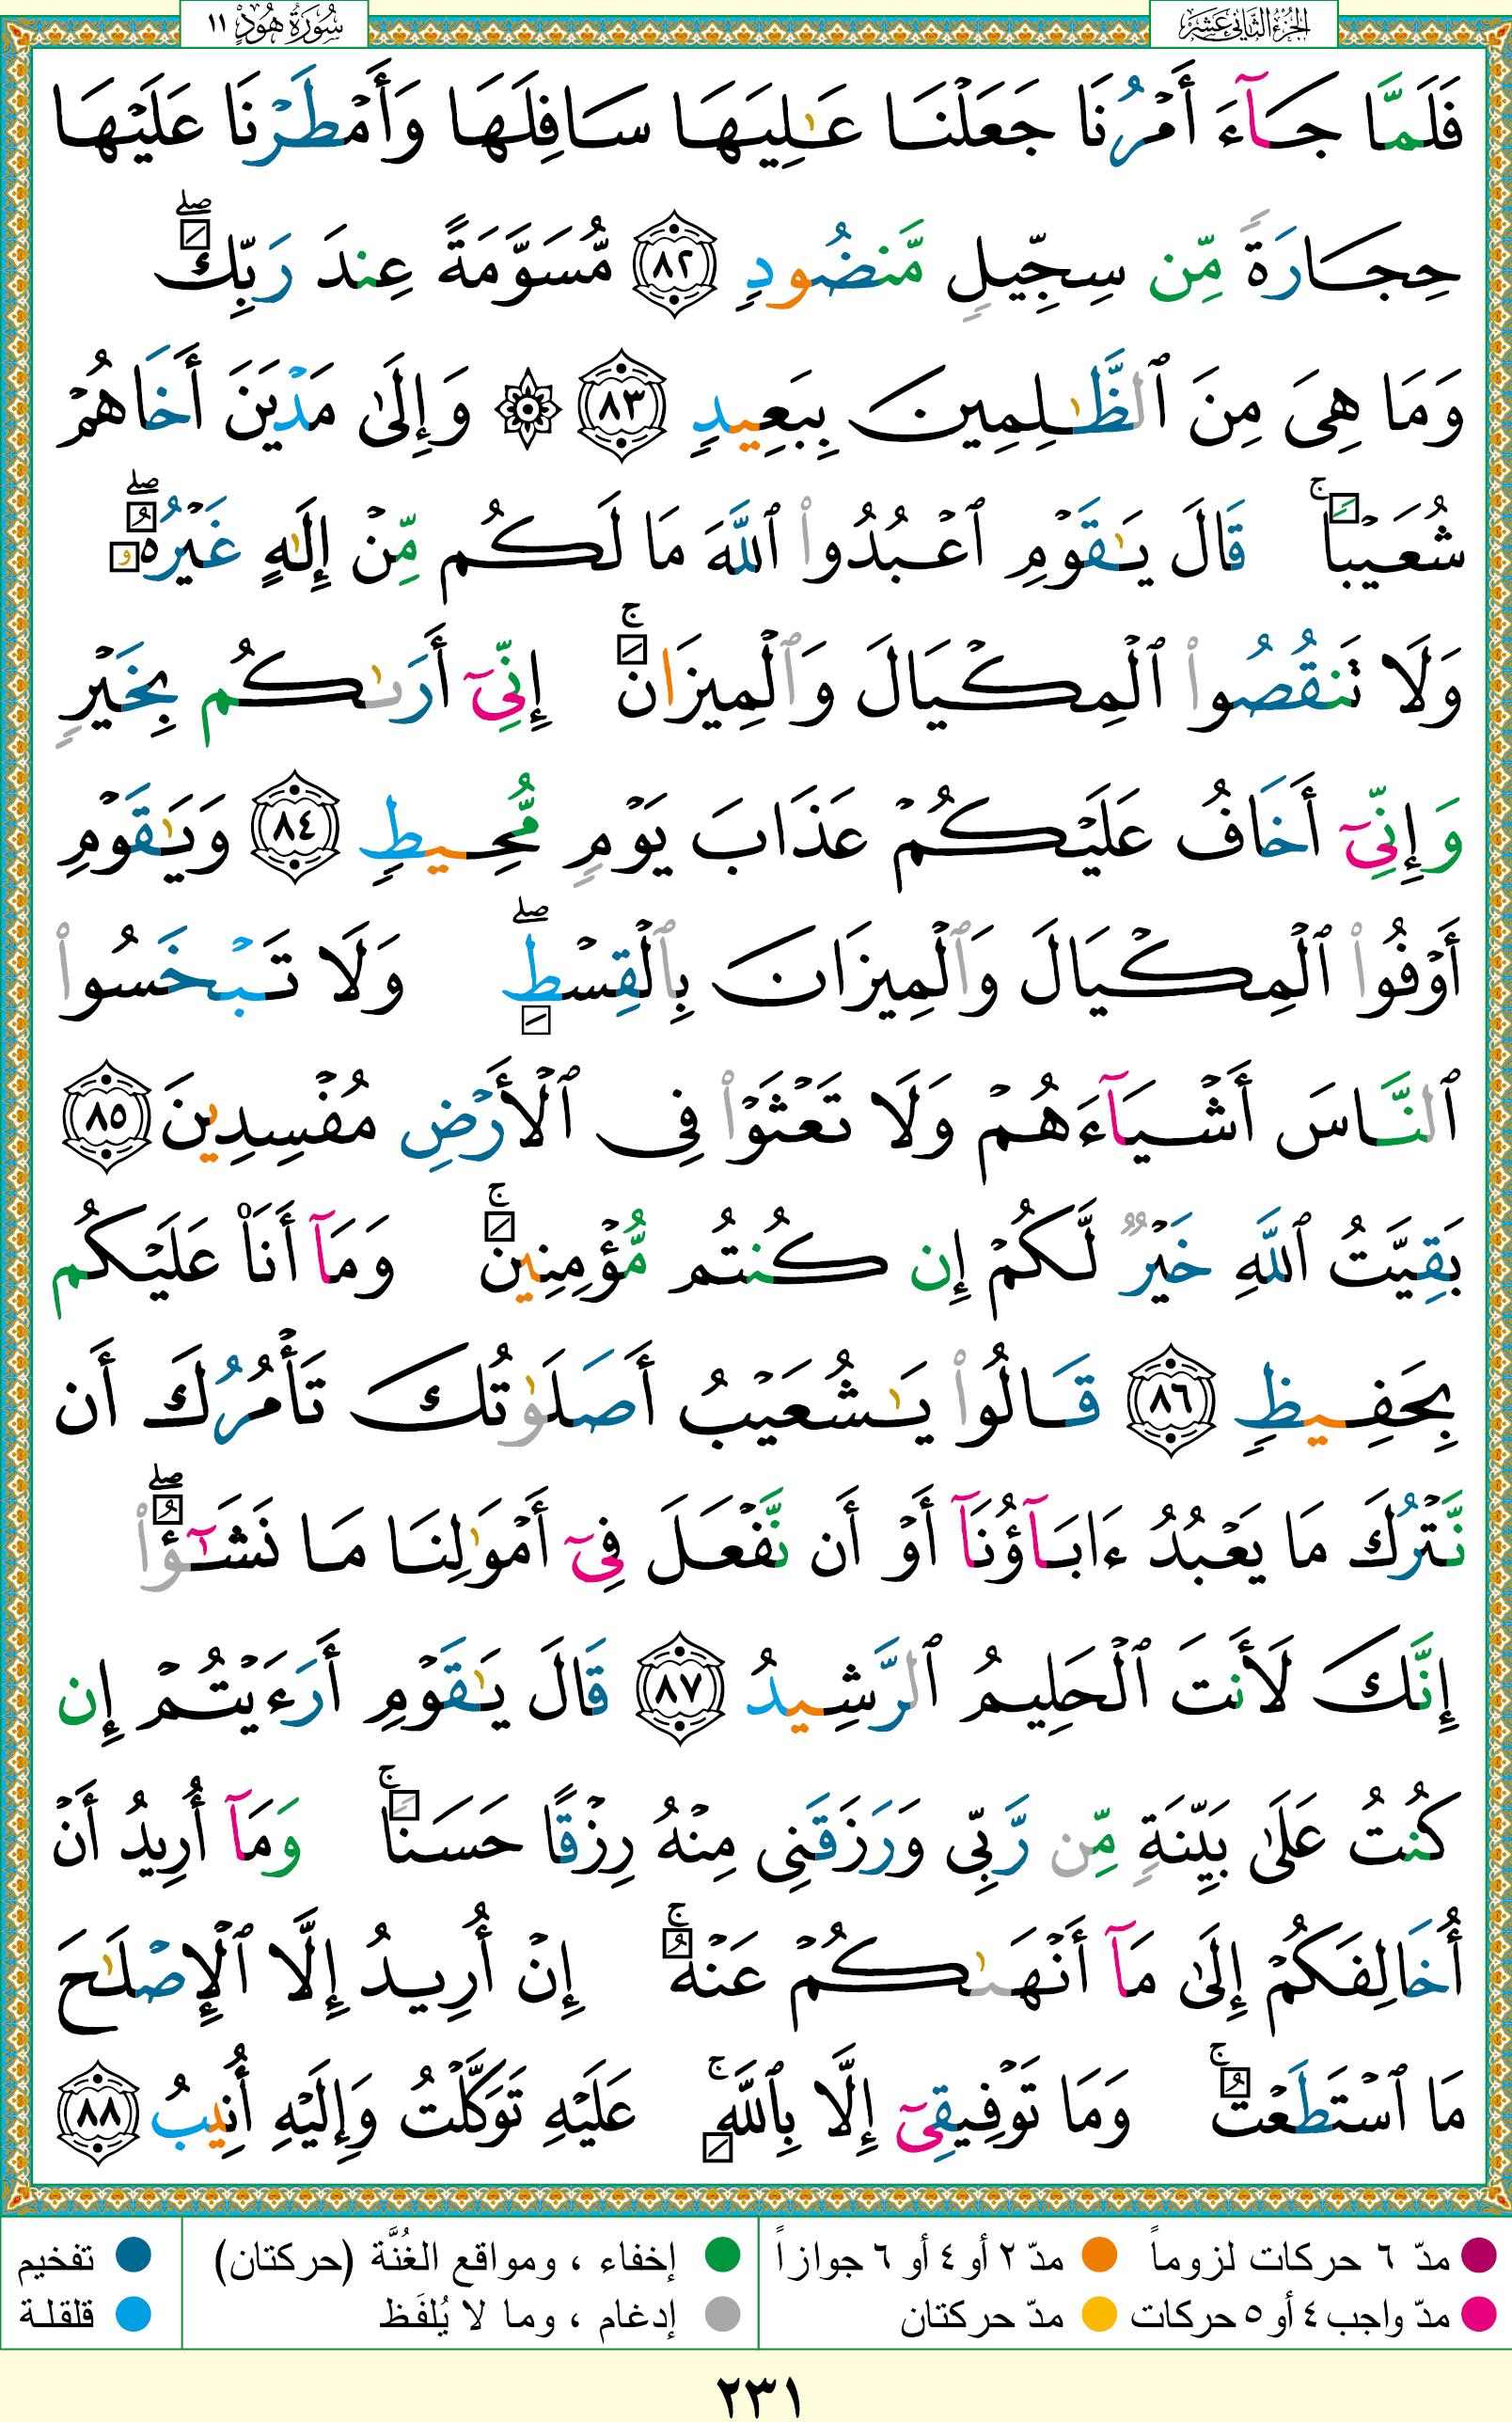 الجزء الثاني عشر
سُورَةُ هُودٍ ١١
فَلَمَّا جَآءَ أَمْرُنَا جَعَلْنَا عَـٰلِيَهَا سَافِلَهَا وَأَمْطَرْنَا عَلَيْهَا
حِجَارَةً مِّن سِجِّيلٍ مَّنضُودٍ ٨٢ مُّسَوَّمَةً عِندَ رَبِّكَ ۖ
وَمَا هِىَ مِنَ ٱلظَّـٰلِمِينَ بِبَعِيدٍ ٨٣ ۞ وَإِلَىٰ مَدْيَنَ أَخَاهُمْ
شُعَيْبًا ۚ قَالَ يَـٰقَوْمِ ٱعْبُدُوا۟ ٱللَّهَ مَا لَكُم مِّنْ إِلَـٰهٍ غَيْرُهُۥ ۖ
وَلَا تَنقُصُوا۟ ٱلْمِكْيَالَ وَٱلْمِيزَانَ ۚ إِنِّىٓ أَرَىٰكُم بِخَيْرٍ
وَإِنِّىٓ أَخَافُ عَلَيْكُمْ عَذَابَ يَوْمٍ مُّحِيطٍ ٨٤ وَيَـٰقَوْمِ
أَوْفُوا۟ ٱلْمِكْيَالَ وَٱلْمِيزَانَ بِٱلْقِسْطِ ۖ وَلَا تَبْخَسُوا۟
ٱلنَّاسَ أَشْيَآءَهُمْ وَلَا تَعْثَوْا۟ فِى ٱلْأَرْضِ مُفْسِدِينَ ٨٥
بَقِيَّتُ ٱللَّهِ خَيْرٌ لَّكُمْ إِن كُنتُم مُّؤْمِنِينَ ۚ وَمَآ أَنَا۠ عَلَيْكُم
بِحَفِيظٍ ٨٦ قَالُوا۟ يَـٰشُعَيْبُ أَصَلَوٰتُكَ تَأْمُرُكَ أَن
نَّتْرُكَ مَا يَعْبُدُ ءَابَآؤُنَآ أَوْ أَن نَّفْعَلَ فِىٓ أَمْوَٰلِنَا مَا نَشَـٰٓؤُا۟ ۖ
إِنَّكَ لَأَنتَ ٱلْحَلِيمُ ٱلرَّشِيدُ ٨٧ قَالَ يَـٰقَوْمِ أَرَءَيْتُمْ إِن
كُنتُ عَلَىٰ بَيِّنَةٍ مِّن رَّبِّى وَرَزَقَنِى مِنْهُ رِزْقًا حَسَنًا ۚ وَمَآ أُرِيدُ أَنْ
أُخَالِفَكُمْ إِلَىٰ مَآ أَنْهَىٰكُمْ عَنْهُ ۚ إِنْ أُرِيدُ إِلَّا ٱلْإِصْلَـٰحَ
مَا ٱسْتَطَعْتُ ۚ وَمَا تَوْفِيقِىٓ إِلَّا بِٱللَّهِ ۚ عَلَيْهِ تَوَكَّلْتُ وَإِلَيْهِ أُنِيبُ ٨٨
مدّ ٦ حركات لزوماً مدّ ٢ أو ٤ أو ٦ جوازاً إخفاء ، ومواقع الغُنَّة (حركتان) تفخيم
مدّ واجب ٤ أو ٥ حركات مدّ حركتان إدغام ، وما لا يُلفَظ قلقلة
٢٣١